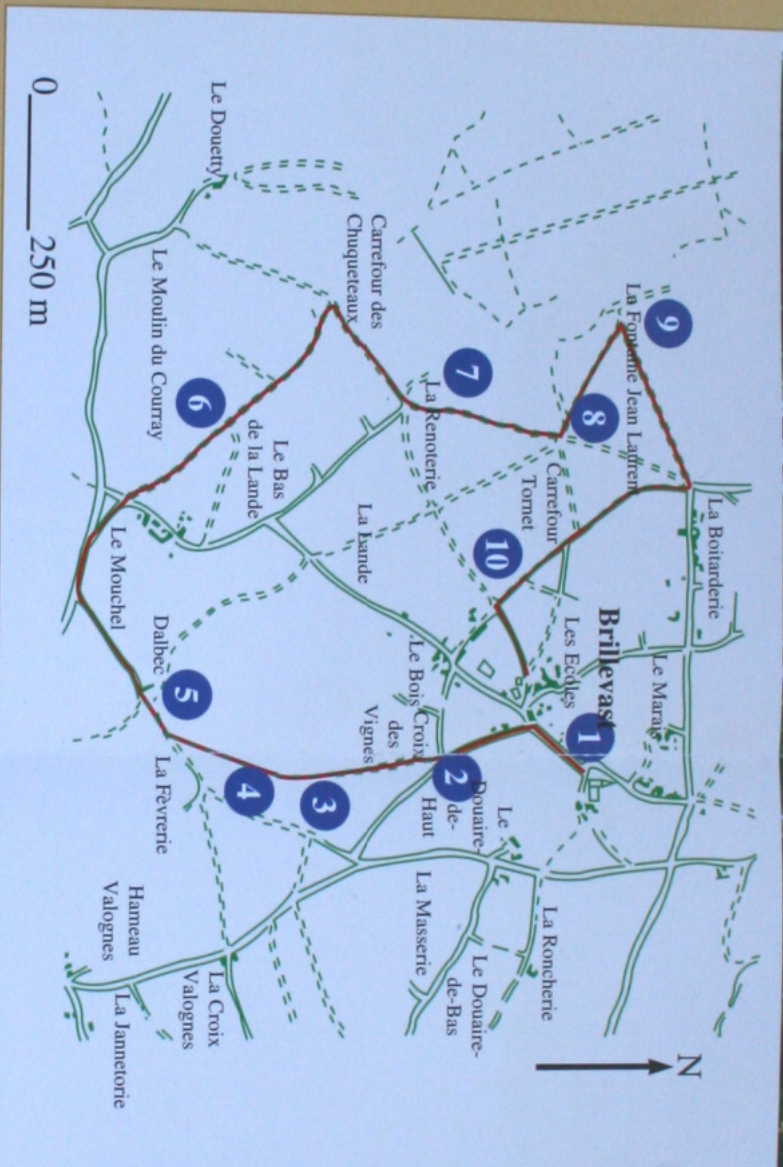 La Boitarderie
N
9
Le Marais
La Fontaine Jean Laurent
Brillevast
8
1
Les Ecoles
Carrefour
Tornet
La Roncherie
10
Le
Douaire-
de-
Haut
Le Douaire-
de-Bas
7
2
La Renoterie
La Masserie
Le Bois
Croix
des
Vignes
Carrefour des
Chuqueteaux
La Lande
3
Le Bas
de la Lande
4
Le Douetty
6
5
La Croix
Valognes
Le Moulin du Courray
Dalbec
La Fèvrerie
Hameau
Valognes
Le Mouchel
La Jannetorie
0
250 m